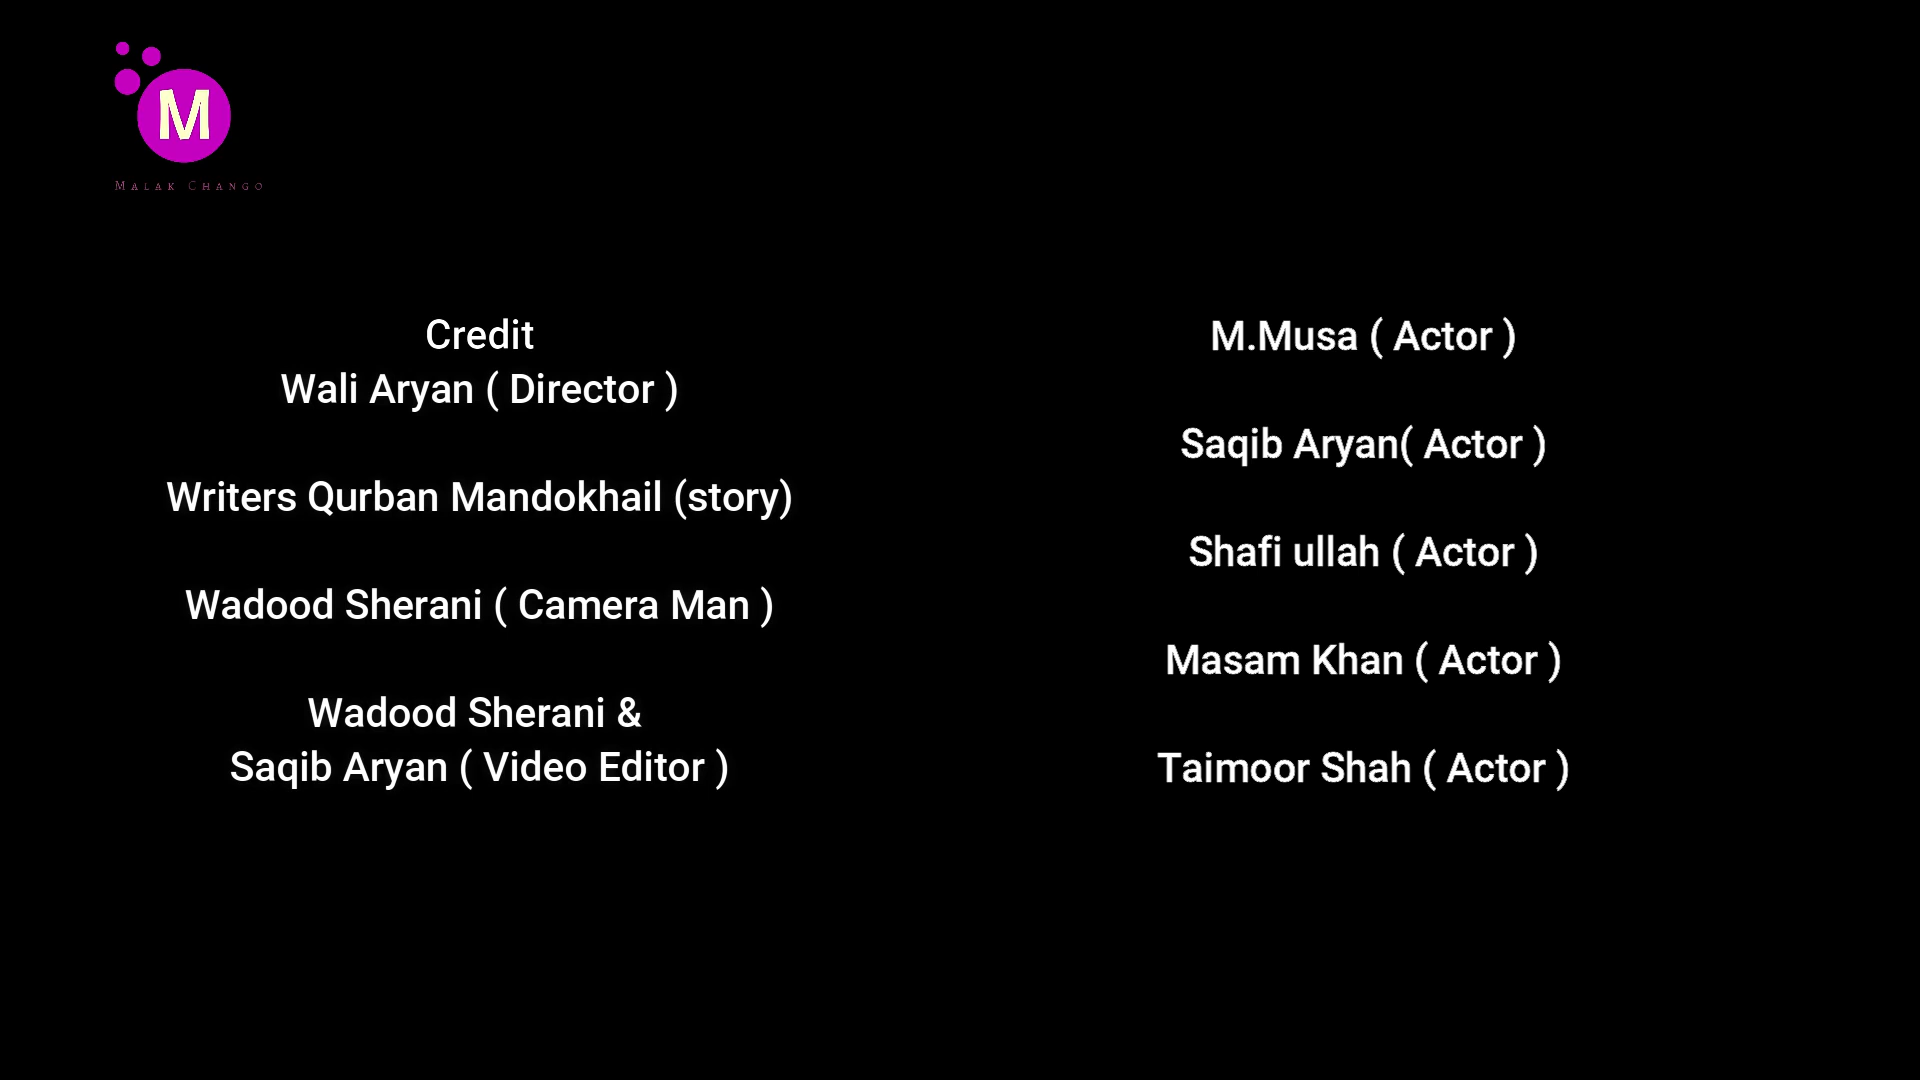 M
Malak Chango
Credit
Wali Aryan ( Director )
Writers Qurban Mandokhail (story)
Wadood Sherani ( Camera Man )
Wadood Sherani &
Saqib Aryan ( Video Editor )
M.Musa ( Actor )
Saqib Aryan( Actor )
Shafi ullah ( Actor )
Masam Khan ( Actor )
Taimoor Shah ( Actor )